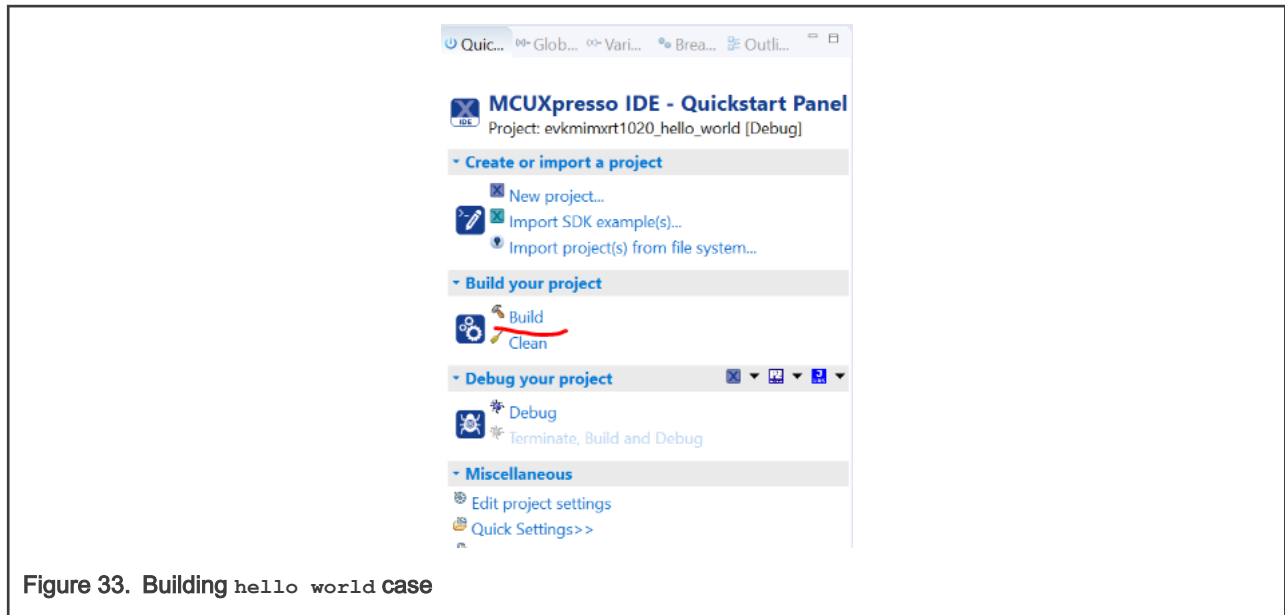 Quic... Glob... Vari... Brea... Outli...
MCUXpresso IDE - Quickstart Panel
IDE
Project: evkmimxrt1020_hello_world [Debug]
Create or import a project
New project...
Import SDK example(s)...
Import project(s) from file system...
Build your project
Build
Clean
Debug your project
Debug
Terminate, Build and Debug
Miscellaneous
Edit project settings
Quick Settings>>
Figure 33. Building hello world case